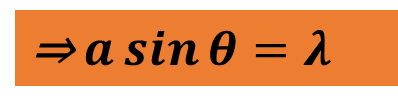 ⇒ a sin θ = λ